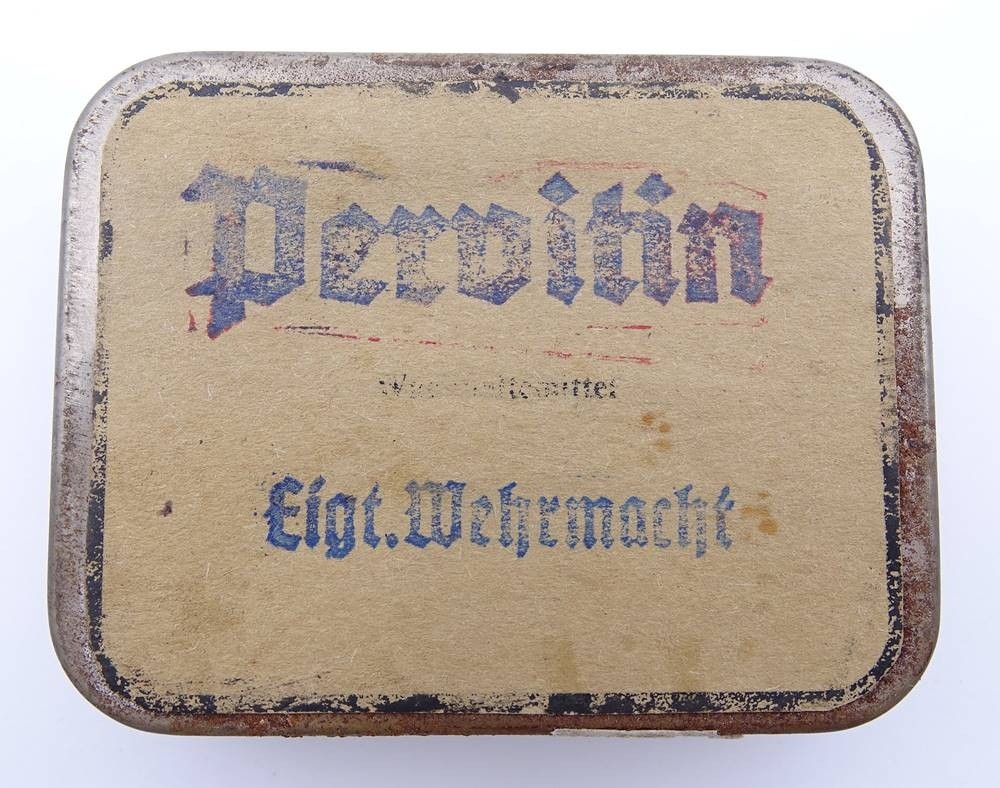 Pervitin
Eigt. Wehrmacht